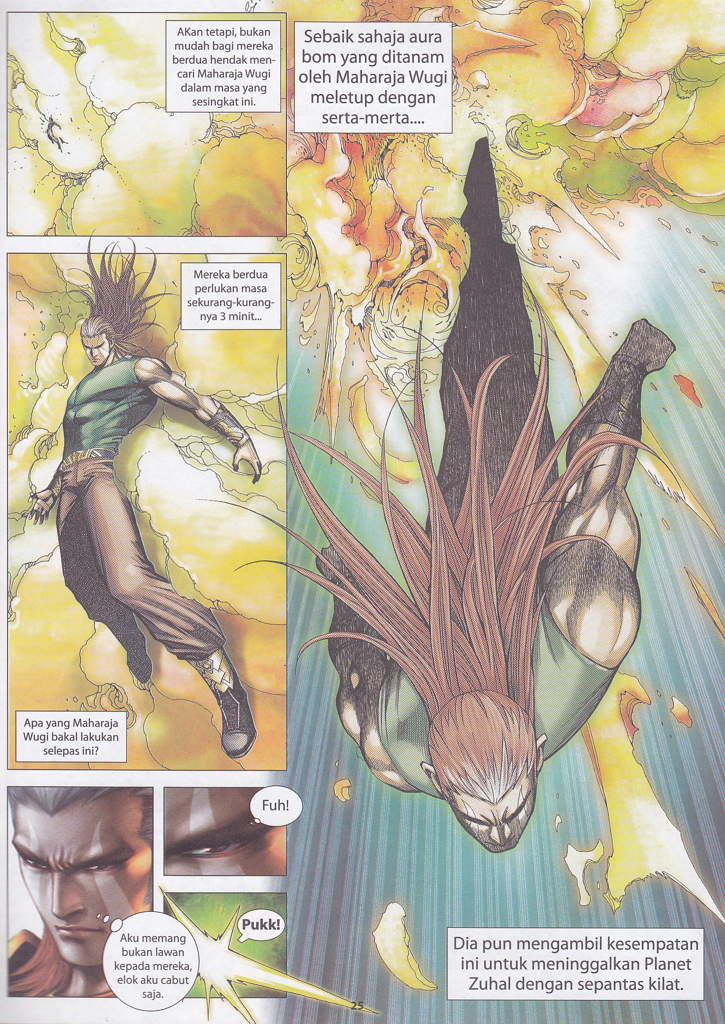 AKan tetapi, bukan
mudah bagi mereka
berdua hendak men-
cari Maharaja Wugi
dalam masa yang
sesingkat ini.
Mereka berdua
perlukan masa
sekurang-kurang-
nya 3 minit...
Apa yang Maharaja
Wugi bakal lakukan
selepas ini?
Fuh!
Aku memang
bukan lawan
kepada mereka,
elok aku cabut
saja.
Pukk!
Sebaik sahaja aura
bom yang ditanam
oleh Maharaja Wugi
meletup dengan
serta-merta....
Dia pun mengambil kesempatan
ini untuk meninggalkan Planet
Zuhal dengan sepantas kilat.
25